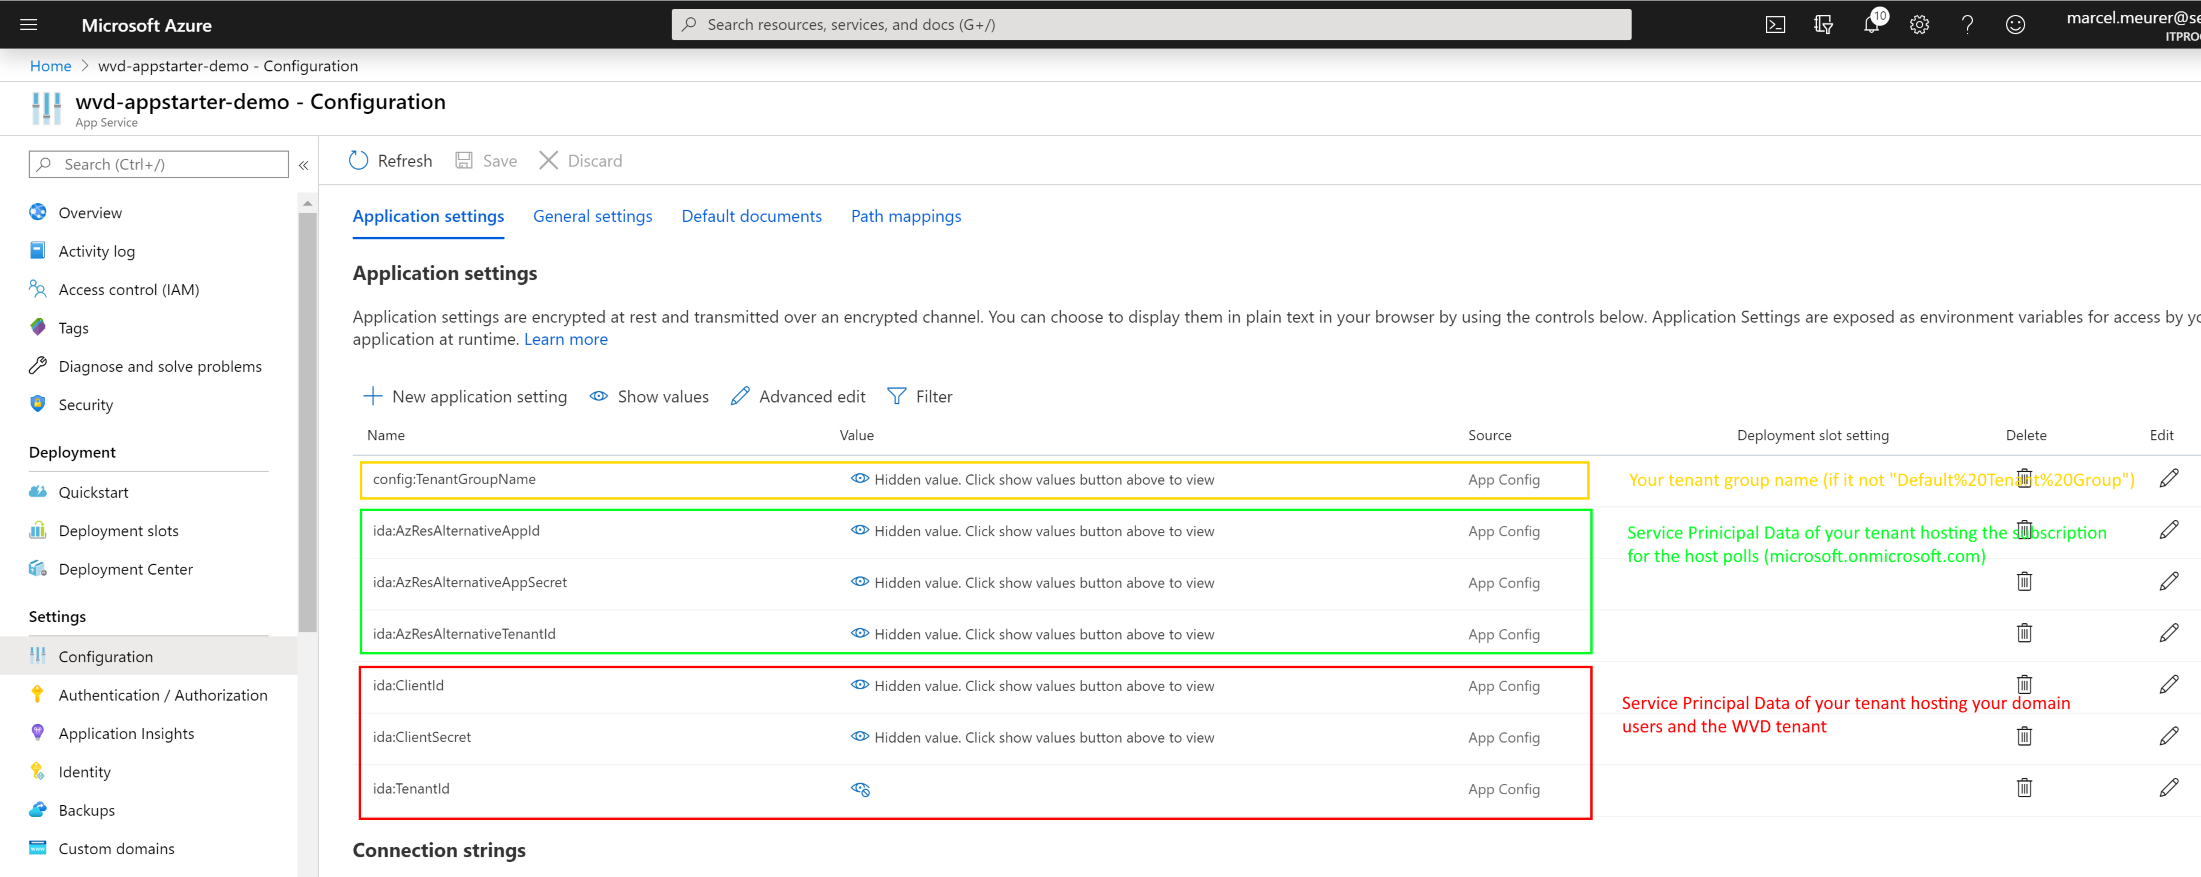 Microsoft Azure
Search resources, services, and docs (G+/)
10
marcel.meurer@se
ITPRO
Home > wvd-appstarter-demo - Configuration
wvd-appstarter-demo - Configuration
App Service
Search (Ctrl+/)
«
Refresh
Save
Discard
Overview
Activity log
Access control (IAM)
Tags
Diagnose and solve problems
Security
Deployment
Quickstart
Deployment slots
Deployment Center
Settings
Configuration
Authentication / Authorization
Application Insights
Identity
Backups
Custom domains
Application settings
General settings
Default documents
Path mappings
Application settings
Application settings are encrypted at rest and transmitted over an encrypted channel. You can choose to display them in plain text in your browser by using the controls below. Application Settings are exposed as environment variables for access by yo
application at runtime. Learn more
New application setting
Show values
Advanced edit
Filter
Name Value Source Deployment slot setting Delete Edit
config:TenantGroupName Hidden value. Click show values button above to view App Config Your tenant group name (if it not "Default%20Tenant%20Group")
ida:AzResAlternativeAppId Hidden value. Click show values button above to view App Config Service Prinicipal Data of your tenant hosting the subscription
for the host polls (microsoft.onmicrosoft.com)
ida:AzResAlternativeAppSecret Hidden value. Click show values button above to view App Config
ida:AzResAlternativeTenantId Hidden value. Click show values button above to view App Config
ida:ClientId Hidden value. Click show values button above to view App Config Service Principal Data of your tenant hosting your domain
users and the WVD tenant
ida:ClientSecret Hidden value. Click show values button above to view App Config
ida:TenantId App Config
Connection strings